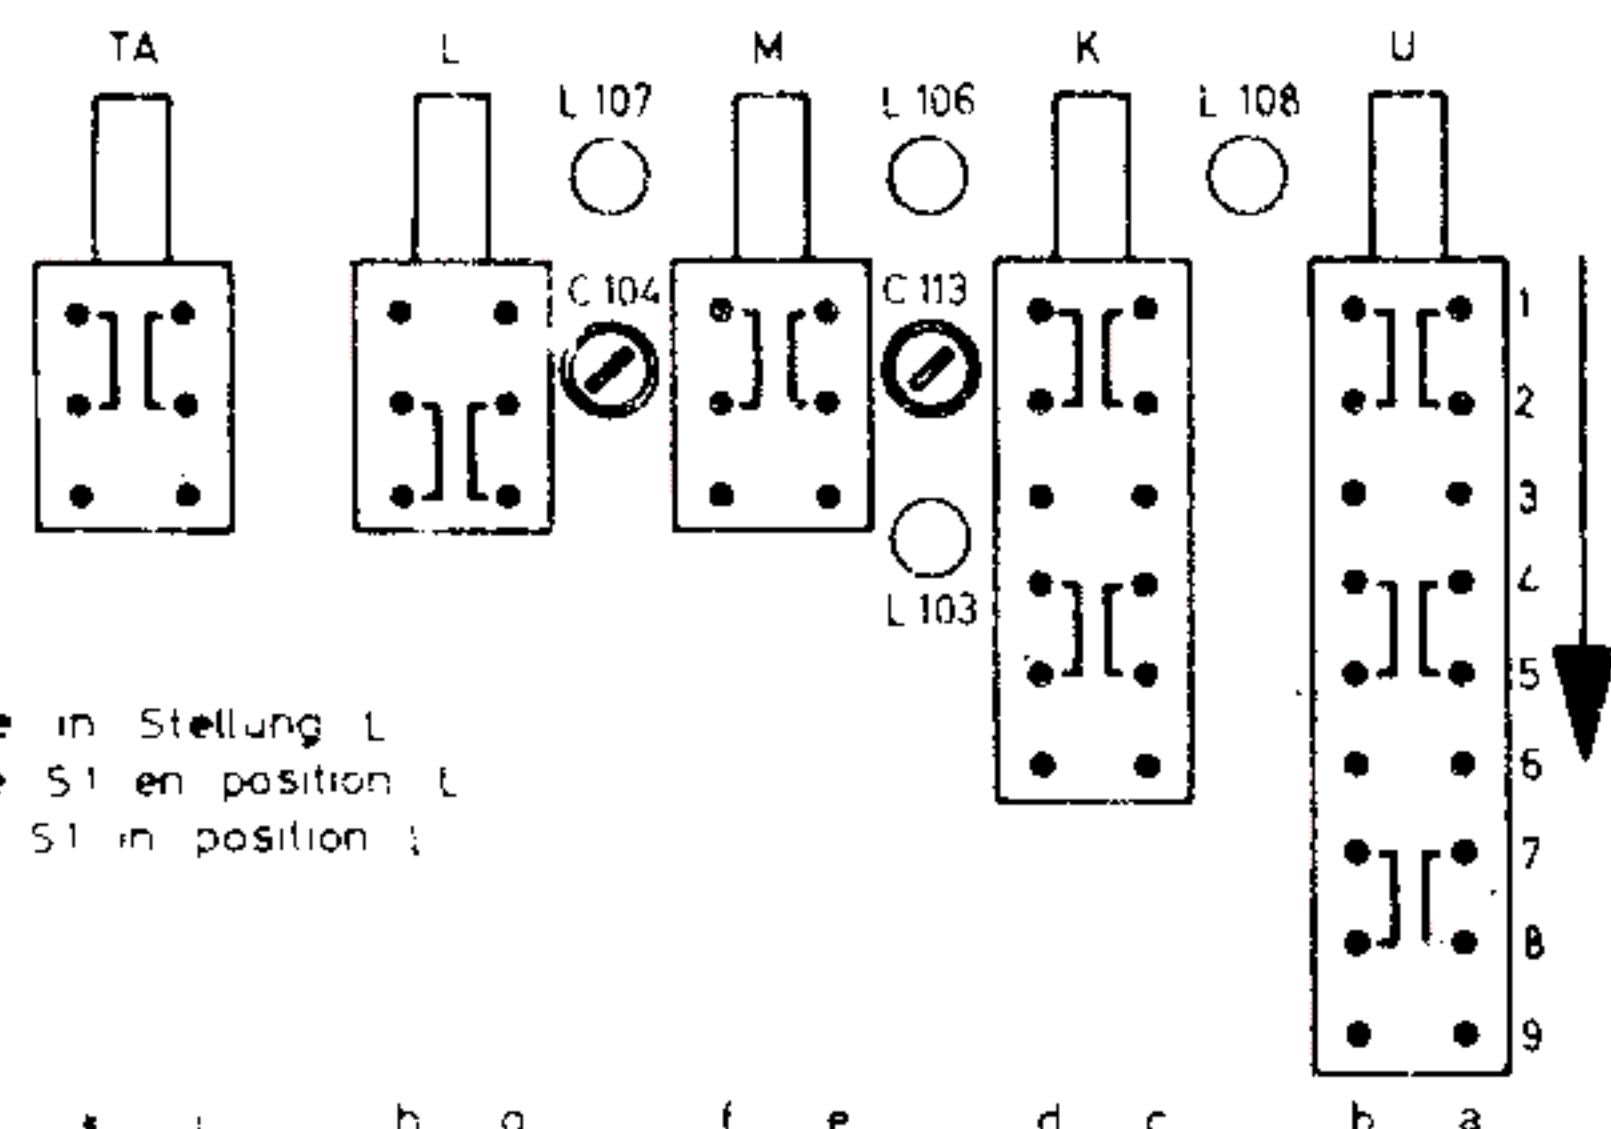 TA L M K U
L 107 L 106 L 108
C 104 C 113
1
2
3
4
L 103
5
e in Stellung L
6
e S1 en position L
S1 in position L
7
8
9
h g f e d c b a